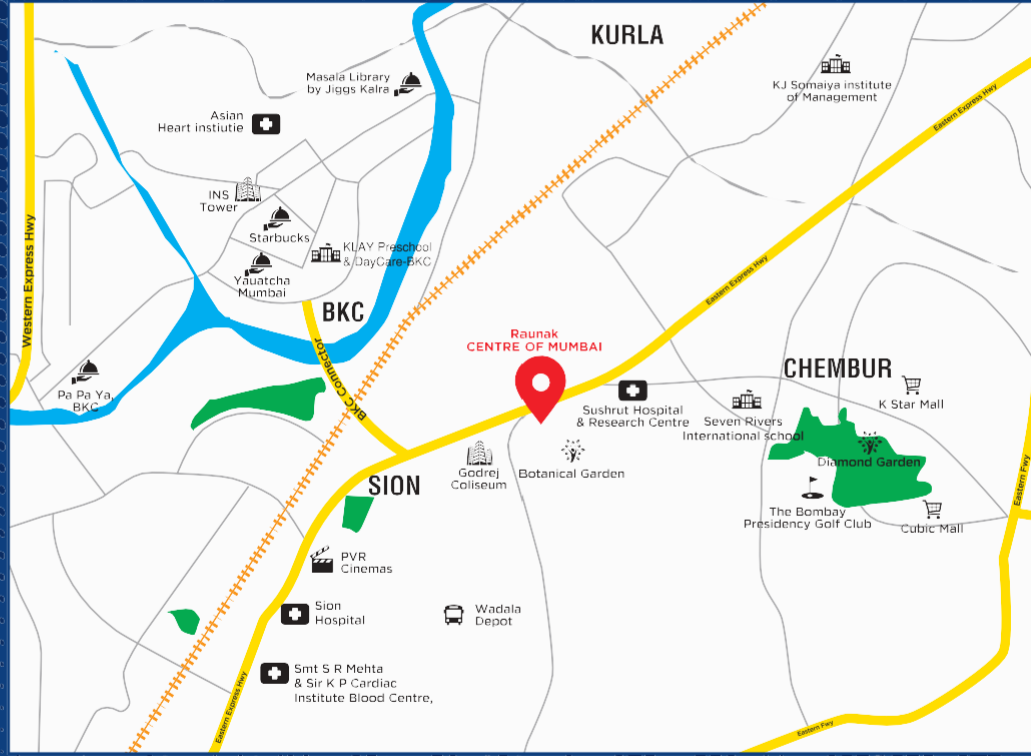 KURLA
Masala Library
by Jiggs Kalra
KJ Somaiya institute
of Management
Eastern Express Hwy
Asian
Heart instiutie
INS
Tower
Starbucks
KLAY Preschool
& DayCare-BKC
Yauatcha
Mumbai
Western Express Hwy
BKC
Eastern Express Hwy
BKC Connector
BKC Connector
Raunak
CENTRE OF MUMBAI
Pa Pa Ya,
BKC
CHEMBUR
K Star Mall
Sushrut Hospital
& Research Centre
Seven Rivers
International school
Diamond Garden
Godrej
Coliseum
Botanical Garden
SION
Eastern Fwy
The Bombay
Presidency Golf Club
Cubic Mall
PVR
Cinemas
Sion
Hospital
Wadala
Depot
Smt S R Mehta
& Sir K P Cardiac
Institute Blood Centre,
Eastern Express Hwy
Eastern Fwy